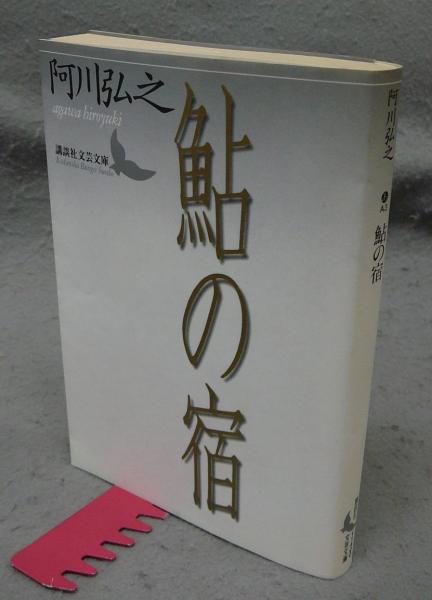 阿川弘之
agawa hiroyuki
講談社文芸文庫
Kodansha Bungei bunko
鮎の宿
阿川弘之
鮎の宿